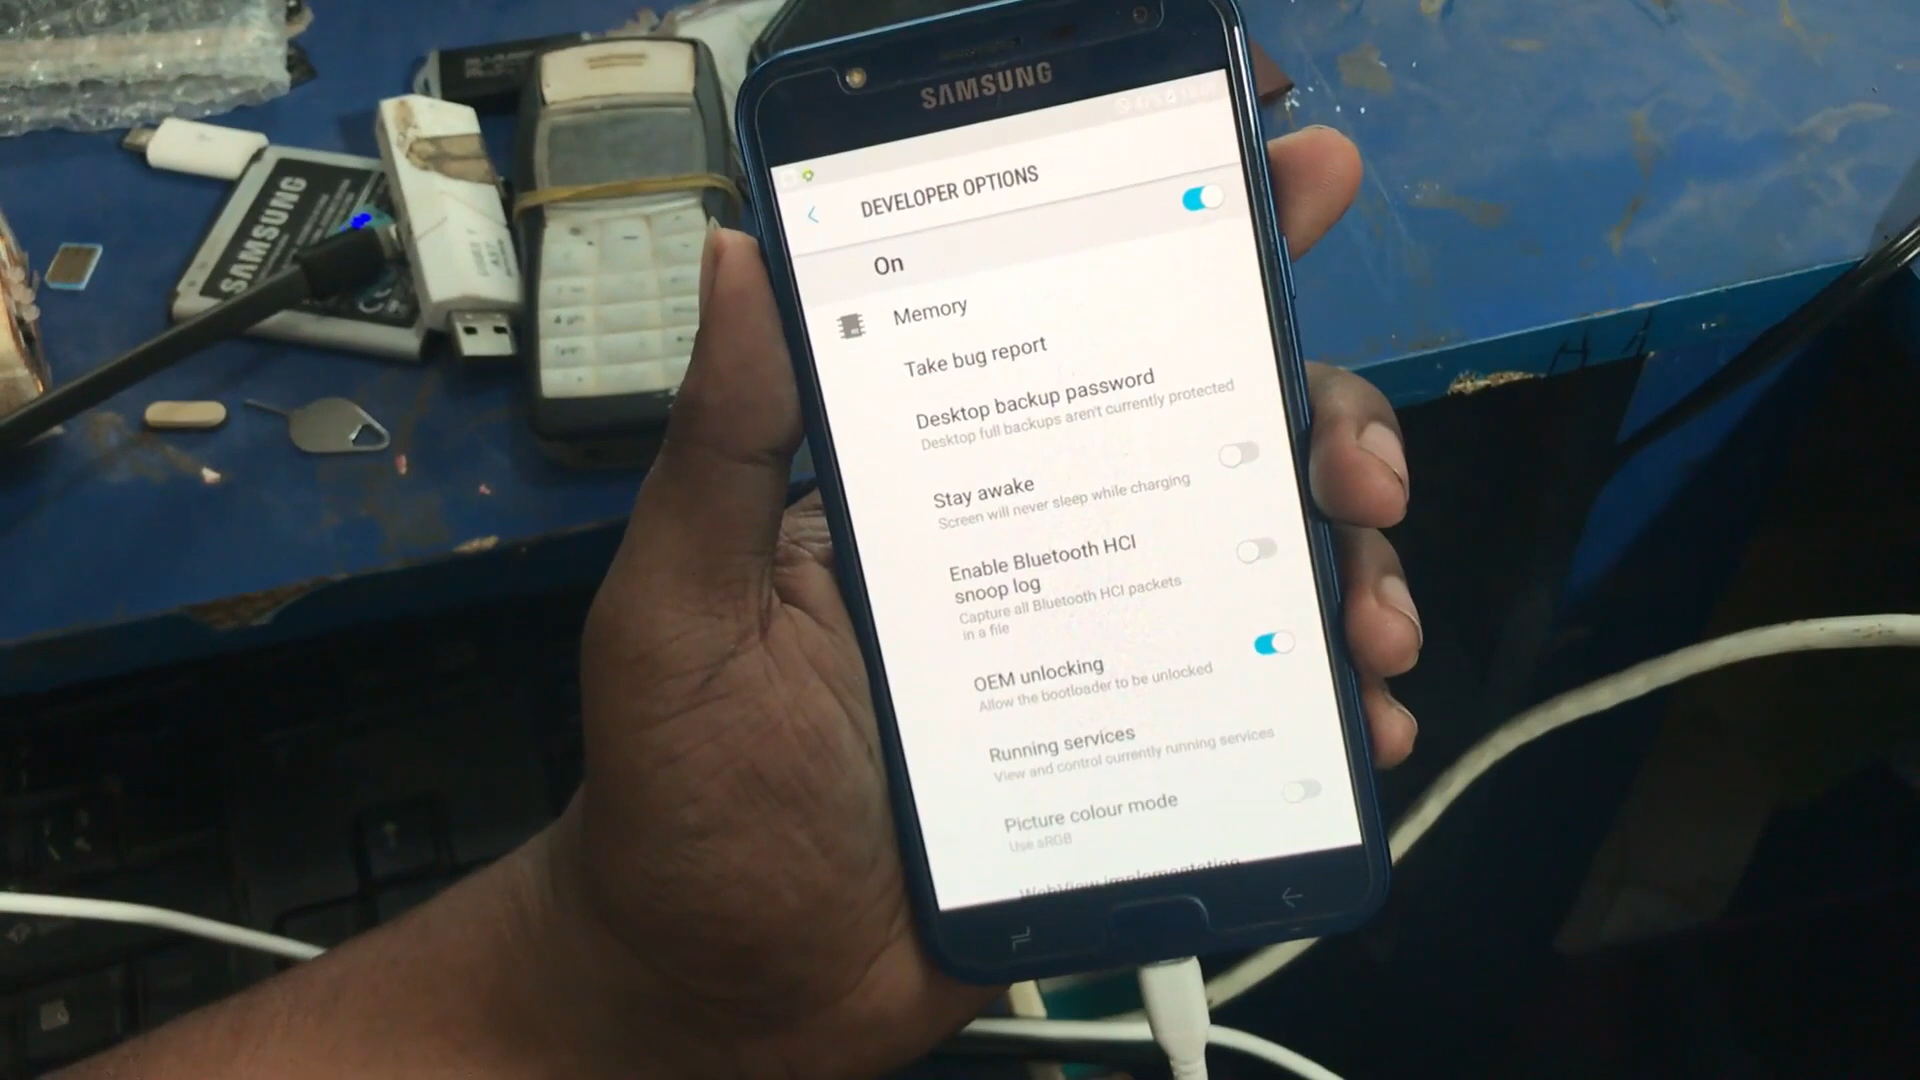 SAMSUNG
SAMSUNG
DEVELOPER OPTIONS
On
Memory
Take bug report
Desktop backup password
Desktop full backups aren't currently protected
Stay awake
Screen will never sleep while charging
Enable Bluetooth HCI
snoop log
Capture all Bluetooth HCI packets
in a file
OEM unlocking
Allow the bootloader to be unlocked
Running services
View and control currently running services
Picture colour mode
Use sRGB
WebView implementation